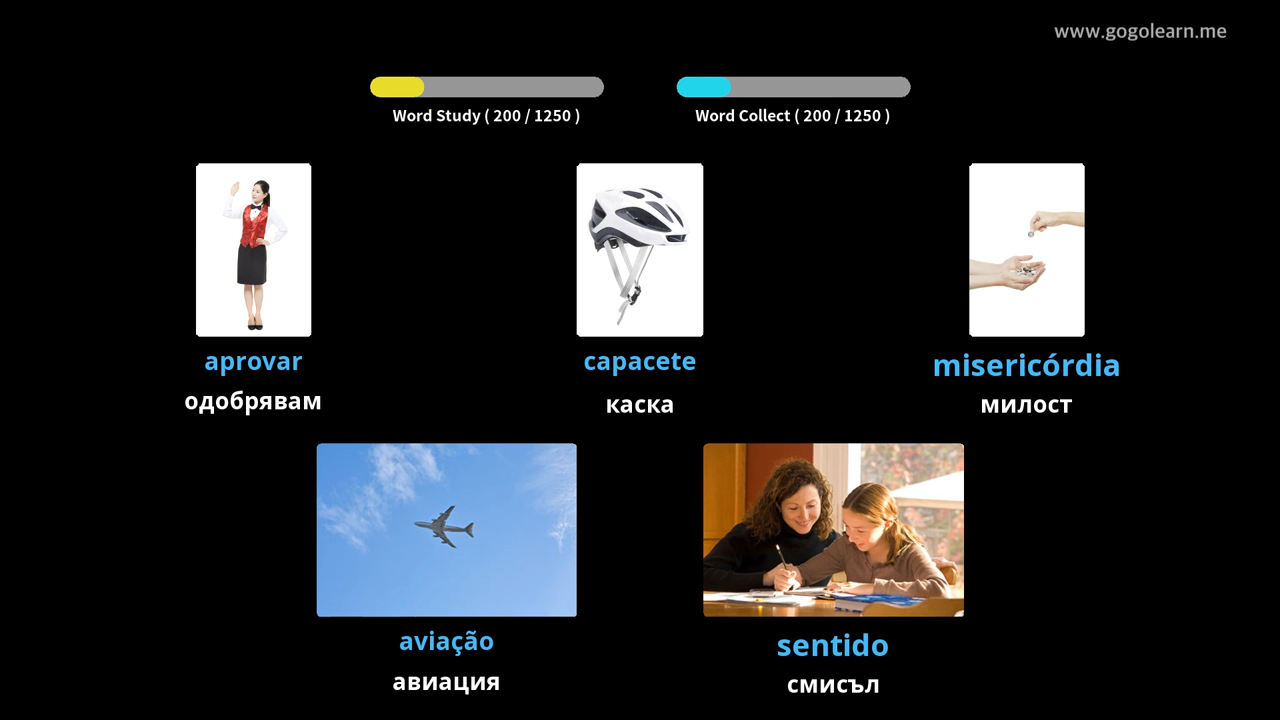 www.gogolearn.me
Word Study ( 200 / 1250 )
Word Collect ( 200 / 1250 )
aprovar
одобрявам
capacete
каска
misericórdia
милост
aviação
авиация
sentido
смисъл